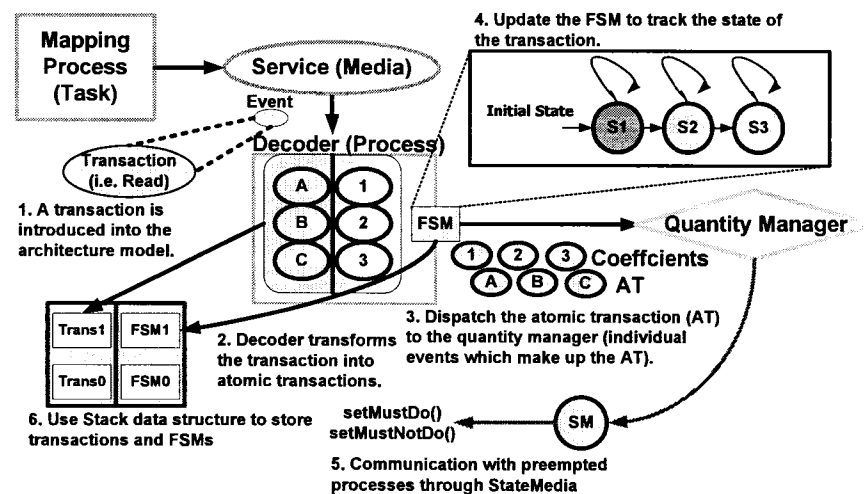 4. Update the FSM to track the state of
the transaction.
Mapping
Process
(Task)
Service (Media)
Initial State
S1
S2
S3
Event
Decoder (Process)
Transaction
(i.e. Read)
A
1
B
2
C
3
FSM
Quantity Manager
1. A transaction is
introduced into the
architecture model.
1 2 3 Coeffcients
A B C AT
3. Dispatch the atomic transaction (AT)
to the quantity manager (individual
events which make up the AT).
2. Decoder transforms
the transaction into
atomic transactions.
Trans1
FSM1
Trans0
FSM0
6. Use Stack data structure to store
transactions and FSMs
setMustDo()
setMustNotDo()
SM
5. Communication with preempted
processes through StateMedia